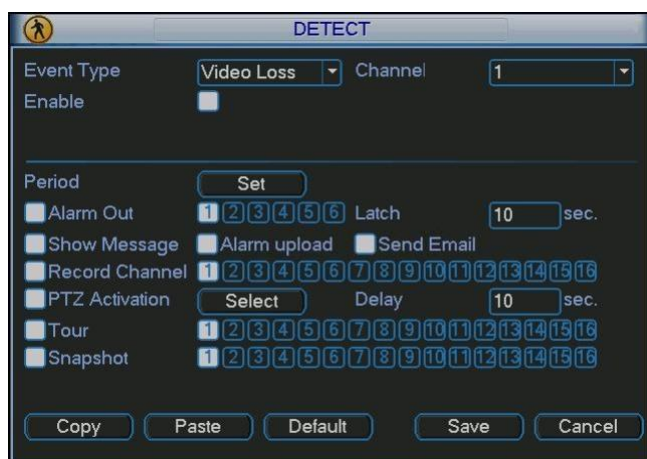 DETECT
Event Type Video Loss Channel 1
Enable
Period Set
Alarm Out 1 2 3 4 5 6 Latch 10 sec.
Show Message Alarm upload Send Email
Record Channel 1 2 3 4 5 6 7 8 9 10 11 12 13 14 15 16
PTZ Activation Select Delay 10 sec.
Tour 1 2 3 4 5 6 7 8 9 10 11 12 13 14 15 16
Snapshot 1 2 3 4 5 6 7 8 9 10 11 12 13 14 15 16
Copy Paste Default Save Cancel